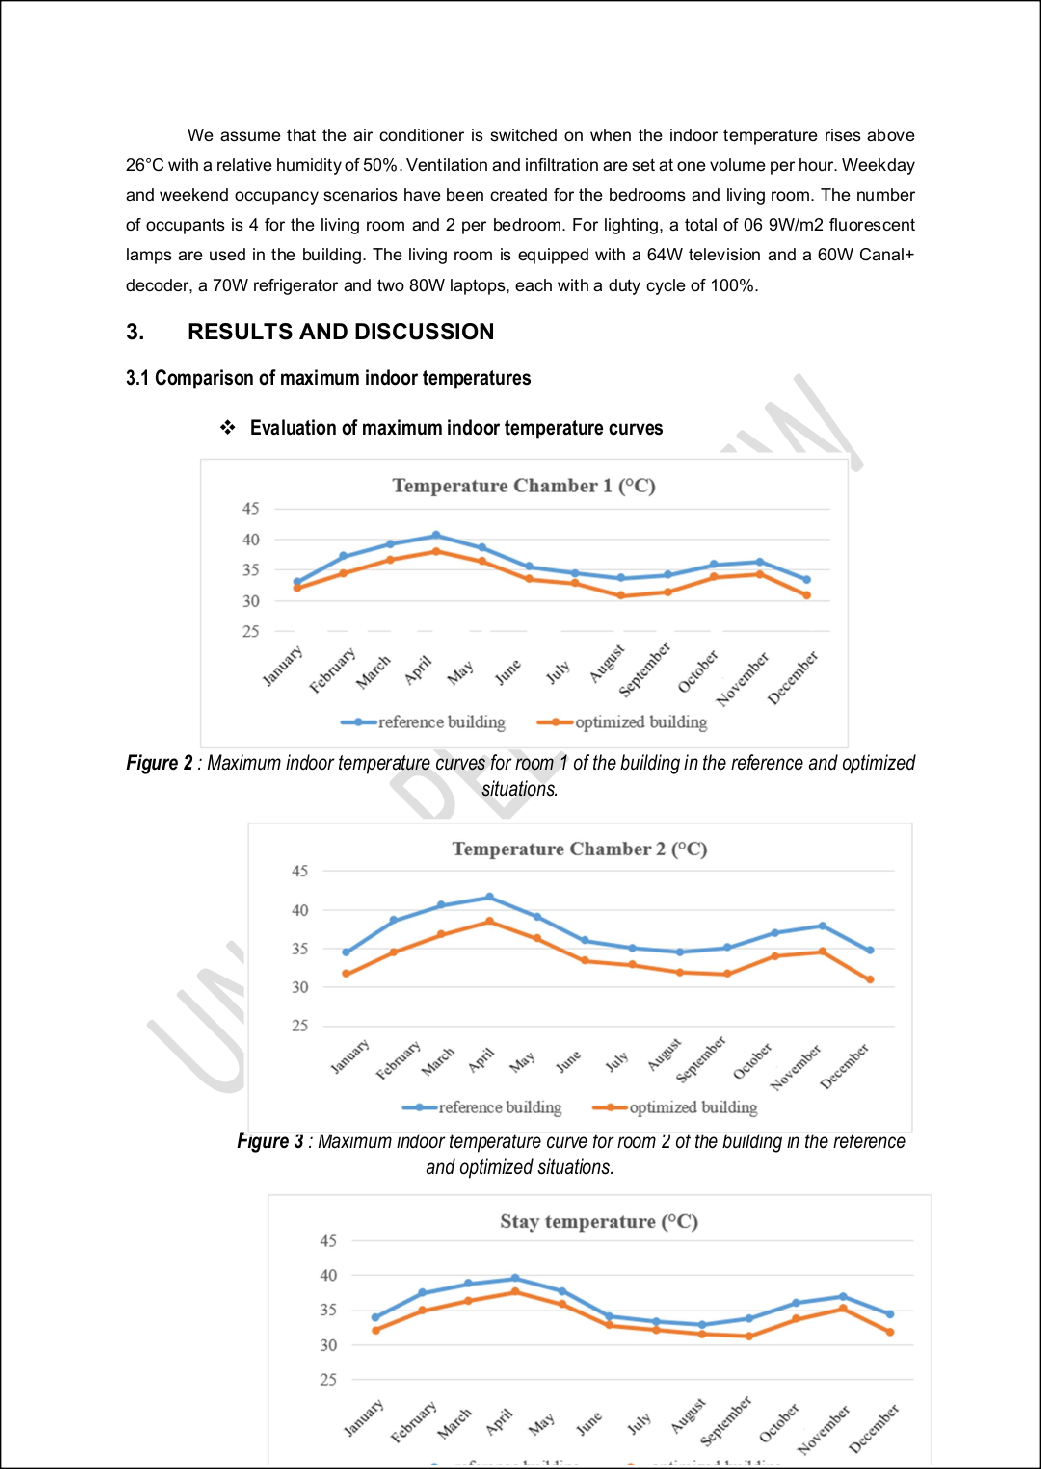 We assume that the air conditioner is switched on when the indoor temperature rises above
26°C with a relative humidity of 50%. Ventilation and infiltration are set at one volume per hour. Weekday
and weekend occupancy scenarios have been created for the bedrooms and living room. The number
of occupants is 4 for the living room and 2 per bedroom. For lighting, a total of 06 9W/m2 fluorescent
lamps are used in the building. The living room is equipped with a 64W television and a 60W Canal+
decoder, a 70W refrigerator and two 80W laptops, each with a duty cycle of 100%.
3. RESULTS AND DISCUSSION
3.1 Comparison of maximum indoor temperatures
❖ Evaluation of maximum indoor temperature curves
Temperature Chamber 1 (°C)
45
40
35
30
25
January February March April May June July August September October November December
reference building optimized building
Figure 2 : Maximum indoor temperature curves for room 1 of the building in the reference and optimized
situations.
Temperature Chamber 2 (°C)
45
40
35
30
25
January February March April May June July August September October November December
reference building optimized building
Figure 3 : Maximum indoor temperature curve for room 2 of the building in the reference
and optimized situations.
Stay temperature (°C)
45
40
35
30
25
January February March April May June July August September October November December